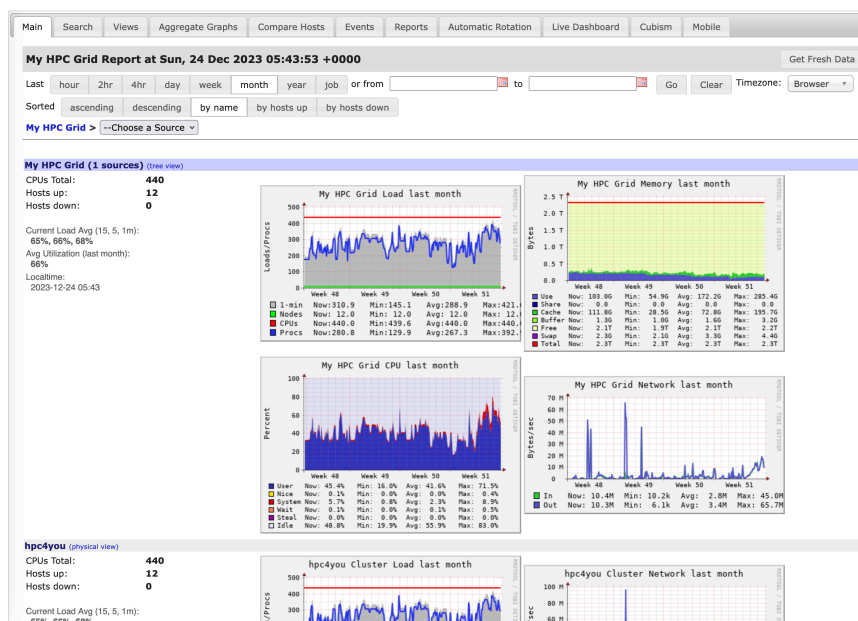 Main Search Views Aggregate Graphs Compare Hosts Events Reports Automatic Rotation Live Dashboard Cubism Mobile
My HPC Grid Report at Sun, 24 Dec 2023 05:43:53 +0000 Get Fresh Data
Last hour 2hr 4hr day week month year job or from to Go Clear Timezone: Browser
Sorted ascending descending by name by hosts up by hosts down
My HPC Grid > --Choose a Source
My HPC Grid (1 sources) (tree view)
CPUs Total: 440
Hosts up: 12
Hosts down: 0
Current Load Avg (15, 5, 1m):
65%, 66%, 68%
Avg Utilization (last month):
66%
Localtime:
2023-12-24 05:43
My HPC Grid Load last month
RRDTOOL / TOBI OETIKER
Loads/Procs
500
400
300
200
100
0
Week 48 Week 49 Week 50 Week 51
1-min Now:310.9 Min:145.1 Avg:288.9 Max:421.
Nodes Now: 12.0 Min: 12.0 Avg: 12.0 Max: 12.
CPUs Now:440.0 Min:439.6 Avg:440.0 Max:440.
Procs Now:280.8 Min:129.9 Avg:267.3 Max:392.
My HPC Grid Memory last month
RRDTOOL / TOBI OETIKER
Bytes
2.5 T
2.0 T
1.5 T
1.0 T
0.5 T
0.0
Week 48 Week 49 Week 50 Week 51
Use Now: 103.0G Min: 54.9G Avg: 172.2G Max: 285.4G
Share Now: 0.0 Min: 0.0 Avg: 0.0 Max: 0.0
Cache Now: 111.8G Min: 28.5G Avg: 72.8G Max: 195.7G
Buffer Now: 1.3G Min: 1.0G Avg: 1.6G Max: 3.2G
Free Now: 2.1T Min: 1.9T Avg: 2.1T Max: 2.2T
Swap Now: 2.3G Min: 2.1G Avg: 3.3G Max: 4.4G
Total Now: 2.3T Min: 2.3T Avg: 2.3T Max: 2.3T
My HPC Grid CPU last month
RRDTOOL / TOBI OETIKER
Percent
100
80
60
40
20
0
Week 48 Week 49 Week 50 Week 51
User Now: 45.4% Min: 16.0% Avg: 41.6% Max: 71.5%
Nice Now: 0.1% Min: 0.0% Avg: 0.0% Max: 0.4%
System Now: 5.7% Min: 0.8% Avg: 2.3% Max: 8.9%
Wait Now: 0.1% Min: 0.0% Avg: 0.1% Max: 0.5%
Steal Now: 0.0% Min: 0.0% Avg: 0.0% Max: 0.0%
Idle Now: 48.8% Min: 19.9% Avg: 55.9% Max: 83.0%
My HPC Grid Network last month
RRDTOOL / TOBI OETIKER
Bytes/sec
70 M
60 M
50 M
40 M
30 M
20 M
10 M
0
Week 48 Week 49 Week 50 Week 51
In Now: 10.4M Min: 10.2k Avg: 2.8M Max: 45.0M
Out Now: 10.3M Min: 6.1k Avg: 3.4M Max: 65.7M
hpc4you (physical view)
CPUs Total: 440
Hosts up: 12
Hosts down: 0
Current Load Avg (15, 5, 1m):
65%, 66%, 68%
hpc4you Cluster Load last month
500
400
300
hpc4you Cluster Network last month
100 M
80 M
60 M